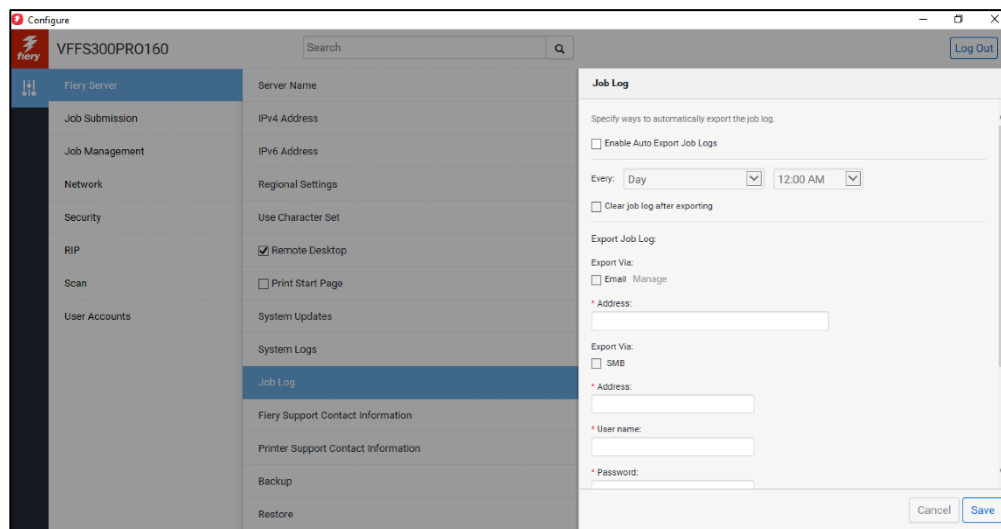 Configure
fiery
VFFS300PRO160
Search
Log Out
Fiery Server
Job Submission
Job Management
Network
Security
RIP
Scan
User Accounts
Server Name
IPv4 Address
IPv6 Address
Regional Settings
Use Character Set
Remote Desktop
Print Start Page
System Updates
System Logs
Job Log
Fiery Support Contact Information
Printer Support Contact Information
Backup
Restore
Job Log
Specify ways to automatically export the job log.
Enable Auto Export Job Logs
Every: Day 12:00 AM
Clear job log after exporting
Export Job Log:
Export Via:
Email Manage
* Address:
Export Via:
SMB
* Address:
* User name:
* Password:
Cancel Save